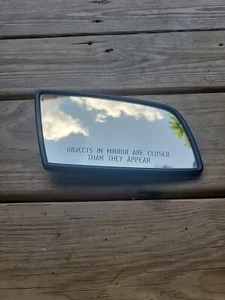 OBJECTS IN MIRROR ARE CLOSER
THAN THEY APPEAR